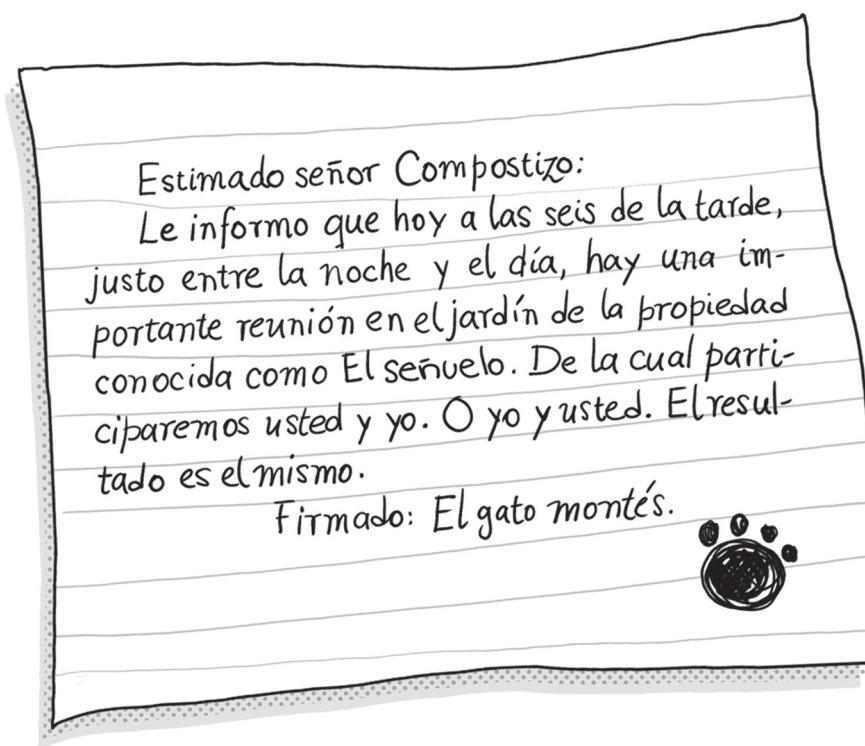 Estimado señor Compostizo:
Le informo que hoy a las seis de la tarde,
justo entre la noche y el día, hay una im-
portante reunión en el jardín de la propiedad
conocida como El señuelo. De la cual parti-
ciparemos usted y yo. O yo y usted. El resul-
tado es el mismo.
Firmado: El gato montés.